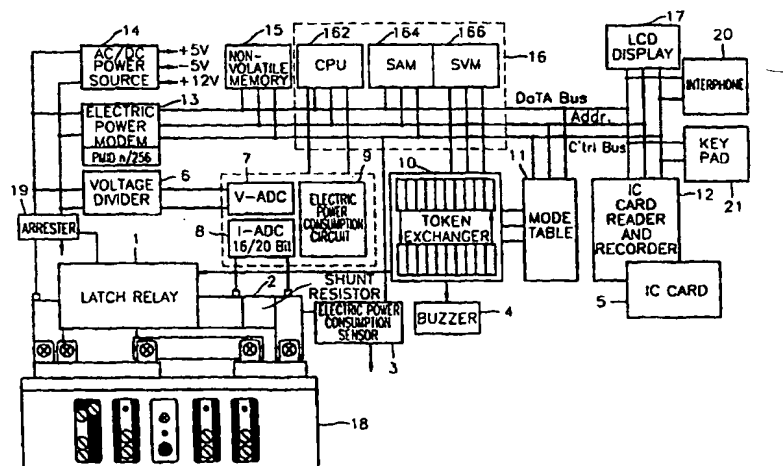 14
AC/DC
POWER
SOURCE
+5V
-5V
+12V
15
NON-
VOLATILE
MEMORY
162
CPU
164
SAM
166
SVM
16
17
LCD
DISPLAY
20
INTERPHONE
13
ELECTRIC
POWER
MODEM
PMID n/256
DaTA Bus
Addr.
C'trl Bus
KEY
PAD
21
19
ARRESTER
VOLTAGE
DIVIDER
6
7
V-ADC
8
I-ADC
16/20 Bit
9
ELECTRIC
POWER
CONSUMPTION
CIRCUIT
10
TOKEN
EXCHANGER
11
MODE
TABLE
12
IC
CARD READER
AND
RECORDER
5
IC CARD
LATCH RELAY
2
SHUNT
RESISTOR
ELECTRIC POWER
CONSUMPTION
SENSOR
3
BUZZER
4
18